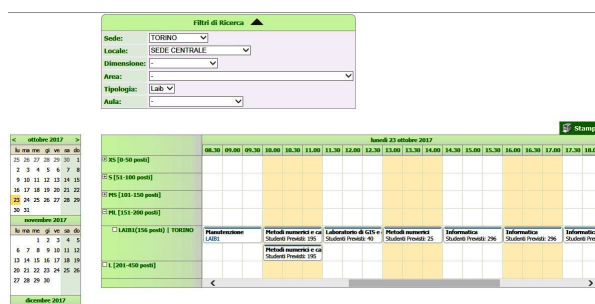 Filtri di Ricerca
Sede: TORINO
Locale: SEDE CENTRALE
Dimensione: -
Area: -
Tipologia: Laib
Aula: -
Stamp
< ottobre 2017 >
lu ma me gi ve sa do
25 26 27 28 29 30 1
2 3 4 5 6 7 8
9 10 11 12 13 14 15
16 17 18 19 20 21 22
23 24 25 26 27 28 29
30 31
novembre 2017
lu ma me gi ve sa do
1 2 3 4 5
6 7 8 9 10 11 12
13 14 15 16 17 18 19
20 21 22 23 24 25 26
27 28 29 30
dicembre 2017
lunedì 23 ottobre 2017
08.30 09.00 09.30 10.00 10.30 11.00 11.30 12.00 12.30 13.00 13.30 14.00 14.30 15.00 15.30 16.00 16.30 17.00 17.30 18.0
XS [0-50 posti]
S [51-100 posti]
MS [101-150 posti]
ML [151-200 posti]
LAIB1(156 posti) | TORINO
Manutenzione
LAIB1
Metodi numerici e ca
Studenti Previsti: 195
Laboratorio di GIS e
Studenti Previsti: 40
Metodi numerici
Studenti Previsti: 25
Informatica
Studenti Previsti: 296
Informatica
Studenti Previsti: 296
Informatic
Studenti Pre
Metodi numerici e ca
Studenti Previsti: 195
L [201-450 posti]